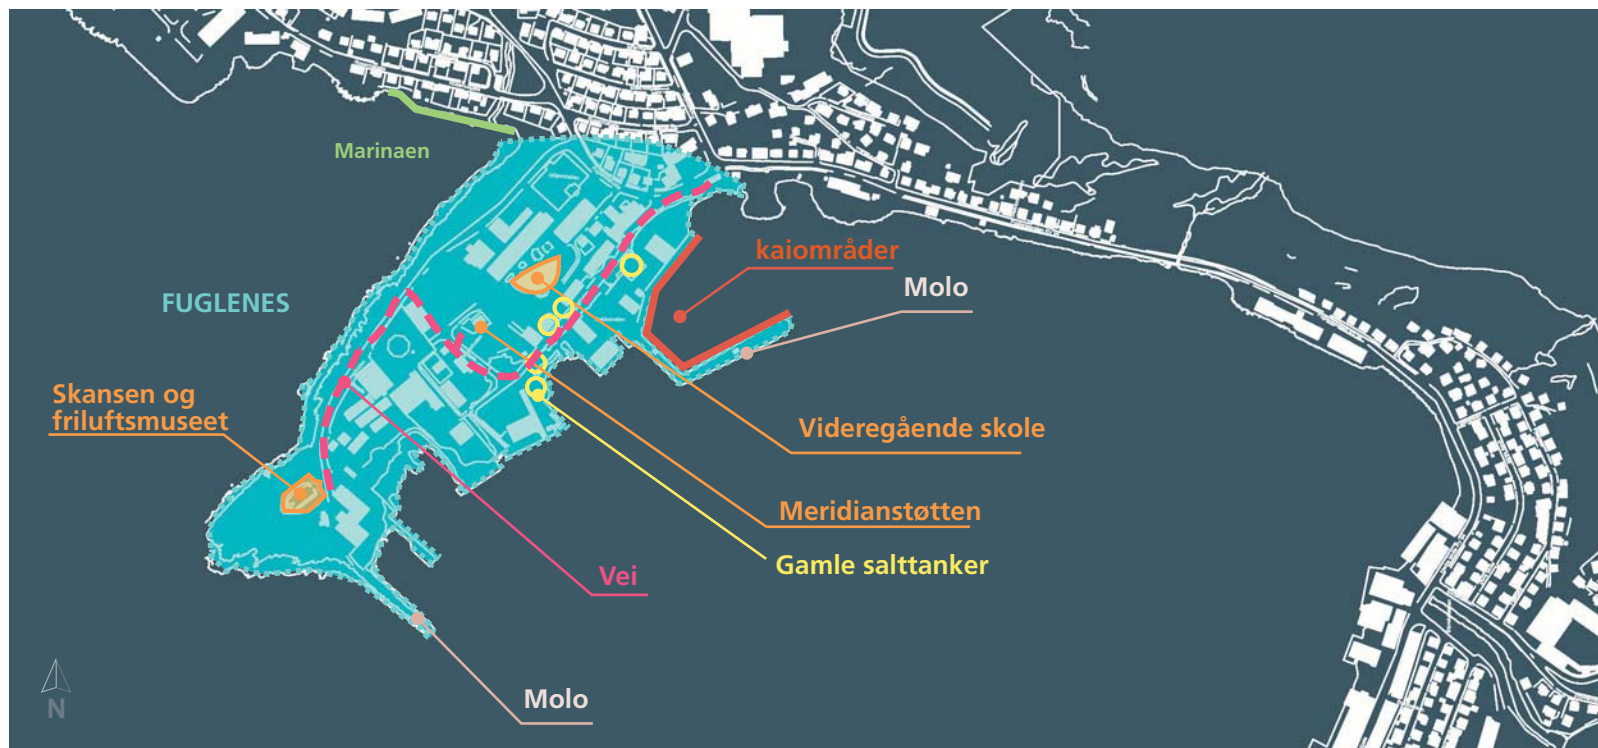 Marinaen
kaiområder
Molo
FUGLENES
Skansen og
friluftsmuseet
Videregående skole
Meridianstøtten
Gamle salttanker
Vei
Molo
N